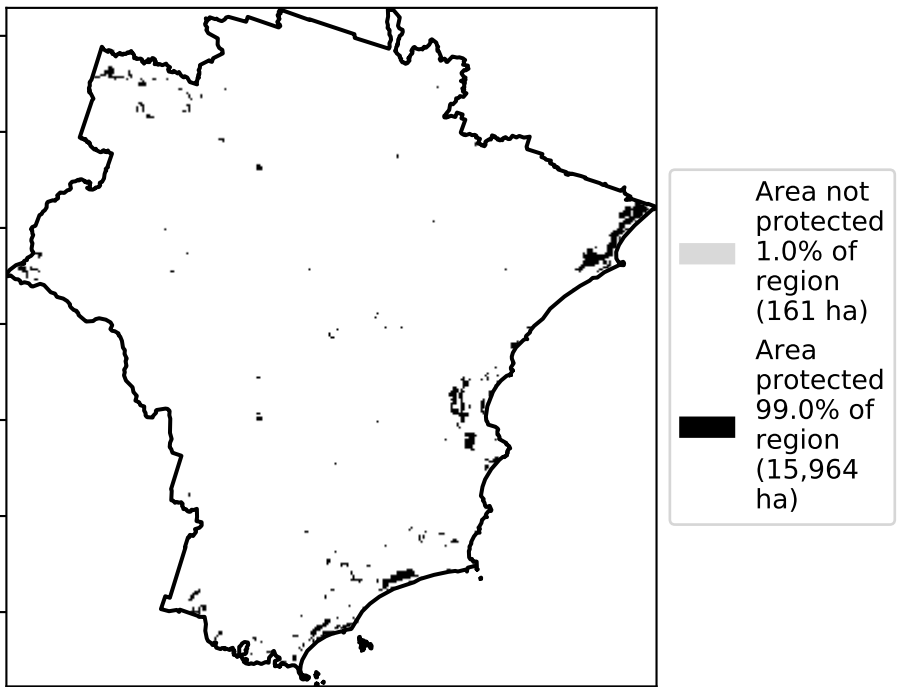 Area not
protected
1.0% of
region
(161 ha)
Area
protected
99.0% of
region
(15,964
ha)